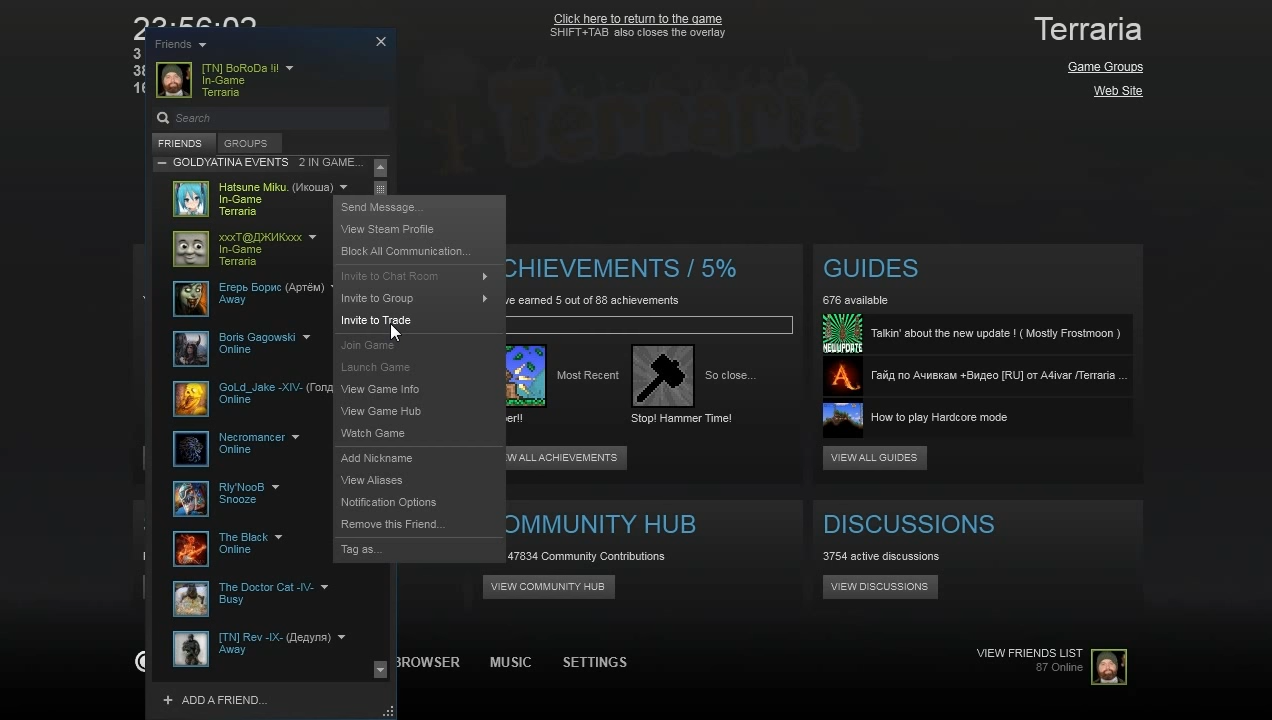 23:56:02
Click here to return to the game
SHIFT+TAB also closes the overlay
Terraria
Game Groups
Web Site
Terraria
Friends
[TN] BoRoDa !i!
In-Game
Terraria
Search
FRIENDS GROUPS
GOLDYATINA EVENTS 2 IN GAME...
Hatsune Miku. (Икоша)
In-Game
Terraria
xxxT@ДЖИКxxx
In-Game
Terraria
Егерь Борис (Артём)
Away
Boris Gagowski
Online
GoLd_Jake -XIV- (Голд
Online
Necromancer
Online
Rly'NooB
Snooze
The Black
Online
The Doctor Cat -IV-
Busy
[TN] Rev -IX- (Дедуля)
Away
ADD A FRIEND...
Send Message...
View Steam Profile
Block All Communication...
Invite to Chat Room
Invite to Group
Invite to Trade
Join Game
Launch Game
View Game Info
View Game Hub
Watch Game
Add Nickname
View Aliases
Notification Options
Remove this Friend...
Tag as...
CHIEVEMENTS / 5%
ve earned 5 out of 88 achievements
Most Recent
So close...
er!!
Stop! Hammer Time!
W ALL ACHIEVEMENTS
GUIDES
676 available
NEW UPDATE
Talkin' about the new update ! ( Mostly Frostmoon )
Гайд по Ачивкам +Видео [RU] от A4ivar /Terraria ...
How to play Hardcore mode
VIEW ALL GUIDES
OMMUNITY HUB
47834 Community Contributions
VIEW COMMUNITY HUB
DISCUSSIONS
3754 active discussions
VIEW DISCUSSIONS
BROWSER MUSIC SETTINGS
VIEW FRIENDS LIST
87 Online